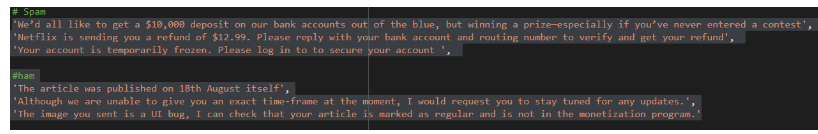 # Spam
'We’d all like to get a $10,000 deposit on our bank accounts out of the blue, but winning a prize—especially if you’ve never entered a contest',
'Netflix is sending you a refund of $12.99. Please reply with your bank account and routing number to verify and get your refund',
'Your account is temporarily frozen. Please log in to to secure your account ',
#ham
'The article was published on 18th August itself',
'Although we are unable to give you an exact time-frame at the moment, I would request you to stay tuned for any updates.',
'The image you sent is a UI bug, I can check that your article is marked as regular and is not in the monetization program.'